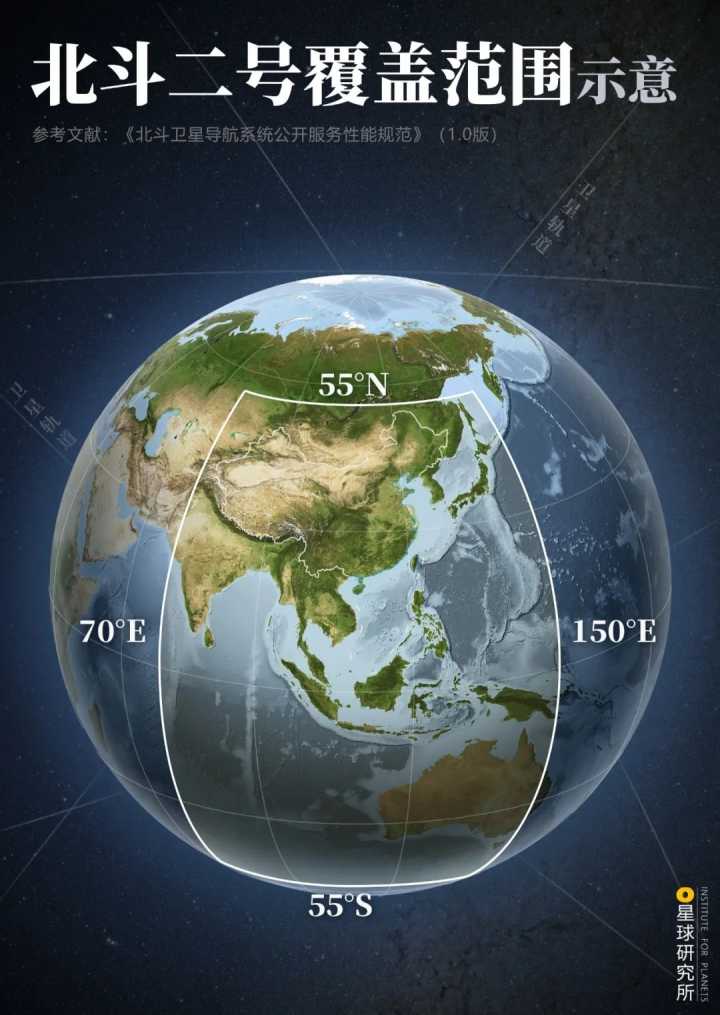 北斗二号覆盖范围示意
参考文献：《北斗卫星导航系统公开服务性能规范》（1.0版）
卫星轨道
55°N
卫星轨道
70°E
150°E
55°S
星球研究所
INSTITUTE FOR PLANETS